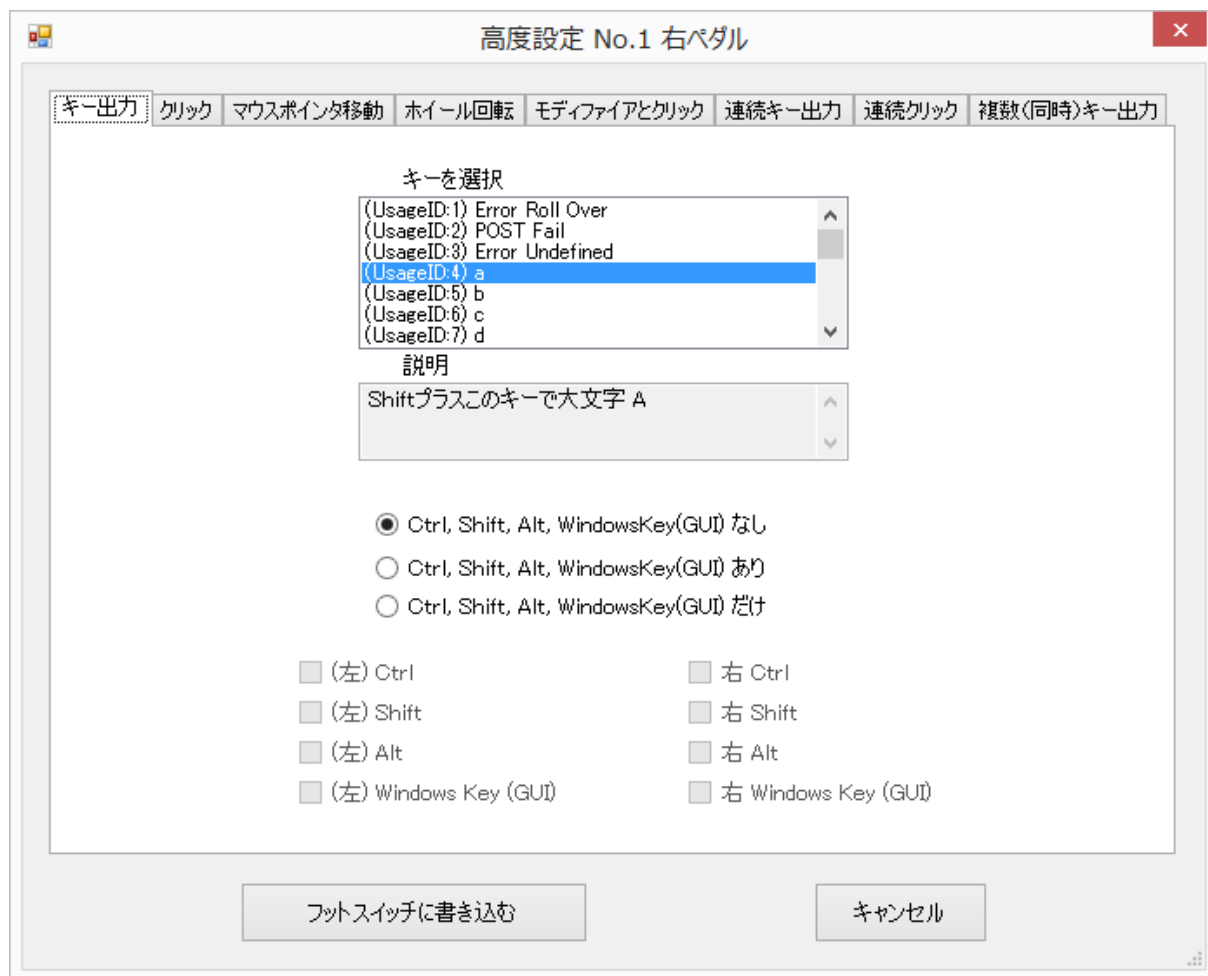 高度設定 No.1 右ペダル
キー出力 クリック マウスポインタ移動 ホイール回転 モディファイアとクリック 連続キー出力 連続クリック 複数(同時)キー出力
キーを選択
(UsageID:1) Error Roll Over
(UsageID:2) POST Fail
(UsageID:3) Error Undefined
(UsageID:4) a
(UsageID:5) b
(UsageID:6) c
(UsageID:7) d
説明
Shiftプラスこのキーで大文字 A
Ctrl, Shift, Alt, WindowsKey(GUI) なし
Ctrl, Shift, Alt, WindowsKey(GUI) あり
Ctrl, Shift, Alt, WindowsKey(GUI) だけ
(左) Ctrl 右 Ctrl
(左) Shift 右 Shift
(左) Alt 右 Alt
(左) Windows Key (GUI) 右 Windows Key (GUI)
フットスイッチに書き込む キャンセル